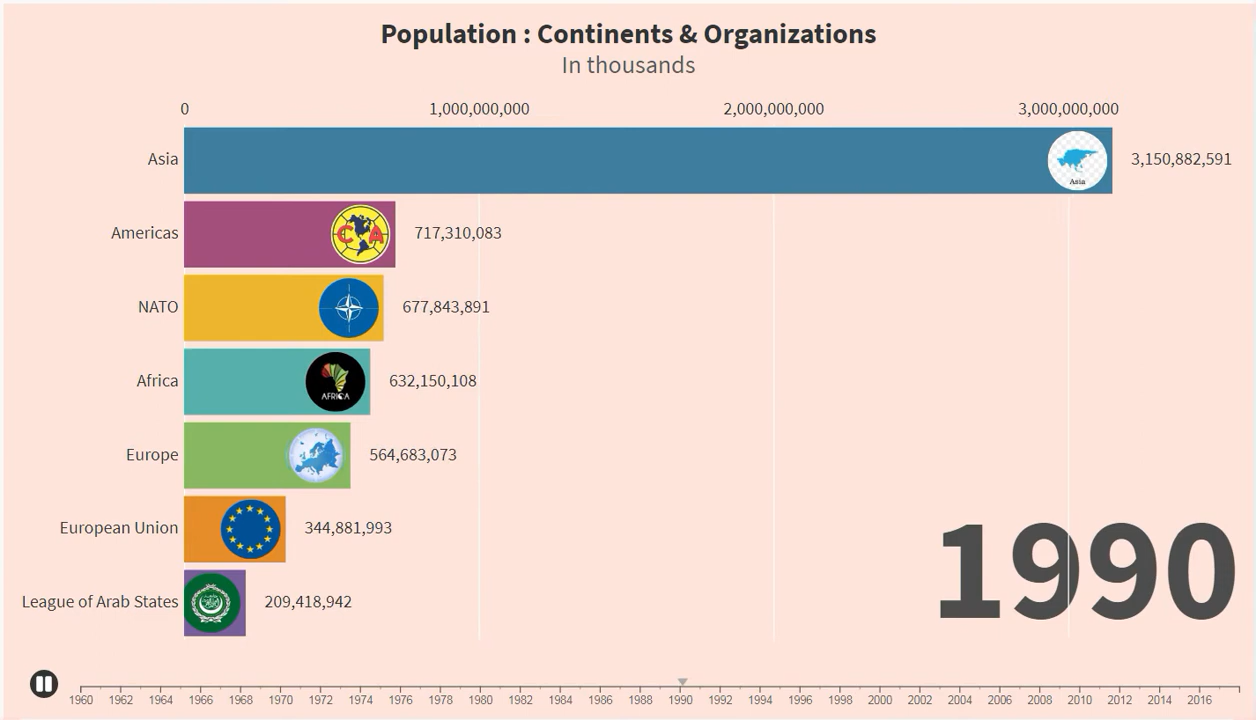 Population : Continents & Organizations
In thousands
0 1,000,000,000 2,000,000,000 3,000,000,000
Asia Asia 3,150,882,591
Americas CA 717,310,083
NATO 677,843,891
Africa AFRICA 632,150,108
Europe 564,683,073
European Union 344,881,993
League of Arab States 209,418,942
1990
1960 1962 1964 1966 1968 1970 1972 1974 1976 1978 1980 1982 1984 1986 1988 1990 1992 1994 1996 1998 2000 2002 2004 2006 2008 2010 2012 2014 2016